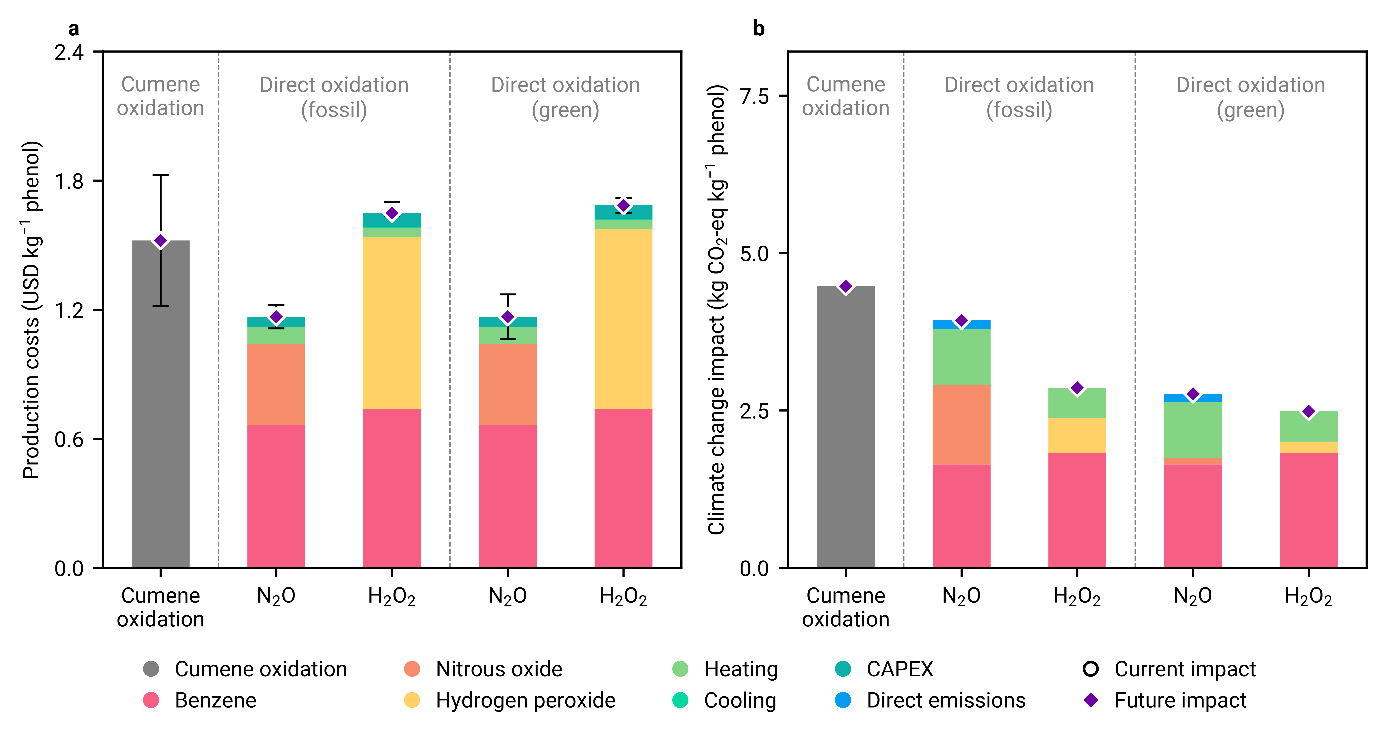 a
Production costs (USD kg⁻¹ phenol)
2.4
1.8
1.2
0.6
0.0
Cumene
oxidation
Direct oxidation
(fossil)
Direct oxidation
(green)
Cumene
oxidation
N₂O
H₂O₂
N₂O
H₂O₂
b
Climate change impact (kg CO₂-eq kg⁻¹ phenol)
7.5
5.0
2.5
0.0
Cumene
oxidation
Direct oxidation
(fossil)
Direct oxidation
(green)
Cumene
oxidation
N₂O
H₂O₂
N₂O
H₂O₂
Cumene oxidation
Benzene
Nitrous oxide
Hydrogen peroxide
Heating
Cooling
CAPEX
Direct emissions
Current impact
Future impact